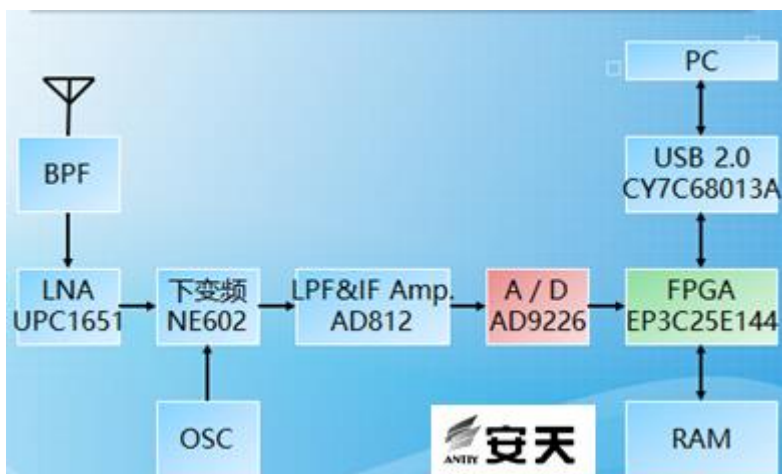 PC
BPF
USB 2.0
CY7C68013A
LNA
UPC1651
下变频
NE602
LPF&IF Amp.
AD812
A / D
AD9226
FPGA
EP3C25E144
OSC
ANTIY 安天
RAM